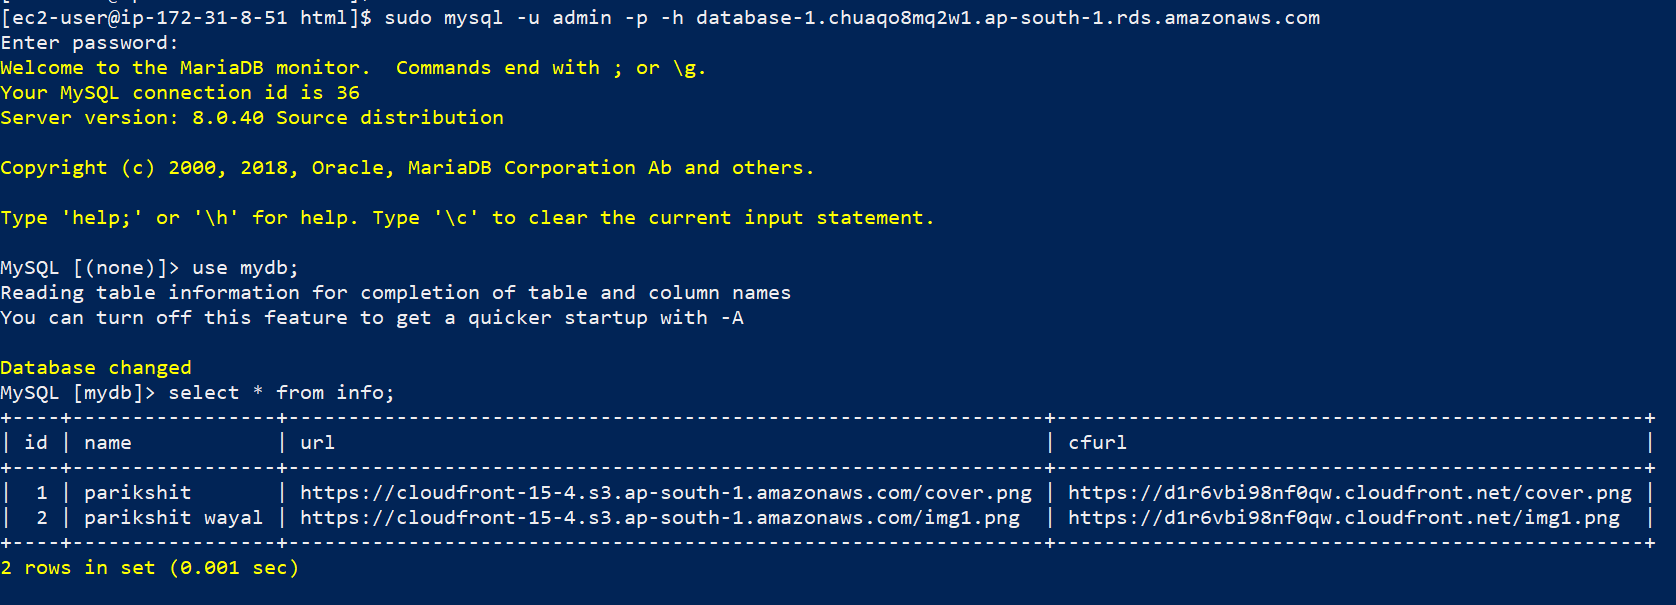 [ec2-user@ip-172-31-8-51 html]$ sudo mysql -u admin -p -h database-1.chuaqo8mq2w1.ap-south-1.rds.amazonaws.com
Enter password:
Welcome to the MariaDB monitor.  Commands end with ; or \g.
Your MySQL connection id is 36
Server version: 8.0.40 Source distribution

Copyright (c) 2000, 2018, Oracle, MariaDB Corporation Ab and others.

Type 'help;' or '\h' for help. Type '\c' to clear the current input statement.

MySQL [(none)]> use mydb;
Reading table information for completion of table and column names
You can turn off this feature to get a quicker startup with -A

Database changed
MySQL [mydb]> select * from info;
+----+-----------------+---------------------------------------------------------------+-------------------------------------------------+
| id | name            | url                                                           | cfurl                                           |
+----+-----------------+---------------------------------------------------------------+-------------------------------------------------+
|  1 | parikshit       | https://cloudfront-15-4.s3.ap-south-1.amazonaws.com/cover.png | https://d1r6vbi98nf0qw.cloudfront.net/cover.png |
|  2 | parikshit wayal | https://cloudfront-15-4.s3.ap-south-1.amazonaws.com/img1.png  | https://d1r6vbi98nf0qw.cloudfront.net/img1.png  |
+----+-----------------+---------------------------------------------------------------+-------------------------------------------------+
2 rows in set (0.001 sec)